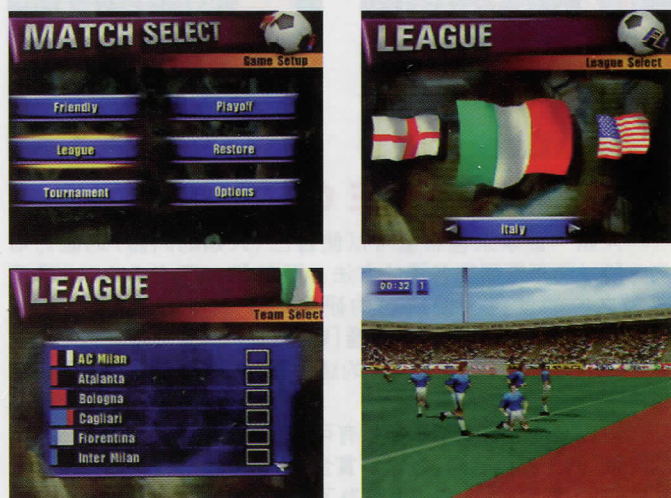 MATCH SELECT
Game Setup
Friendly
Playoff
League
Restore
Tournament
Options
LEAGUE
League Select
Italy
LEAGUE
Team Select
AC Milan
Atalanta
Bologna
Cagliari
Fiorentina
Inter Milan
00:32 1